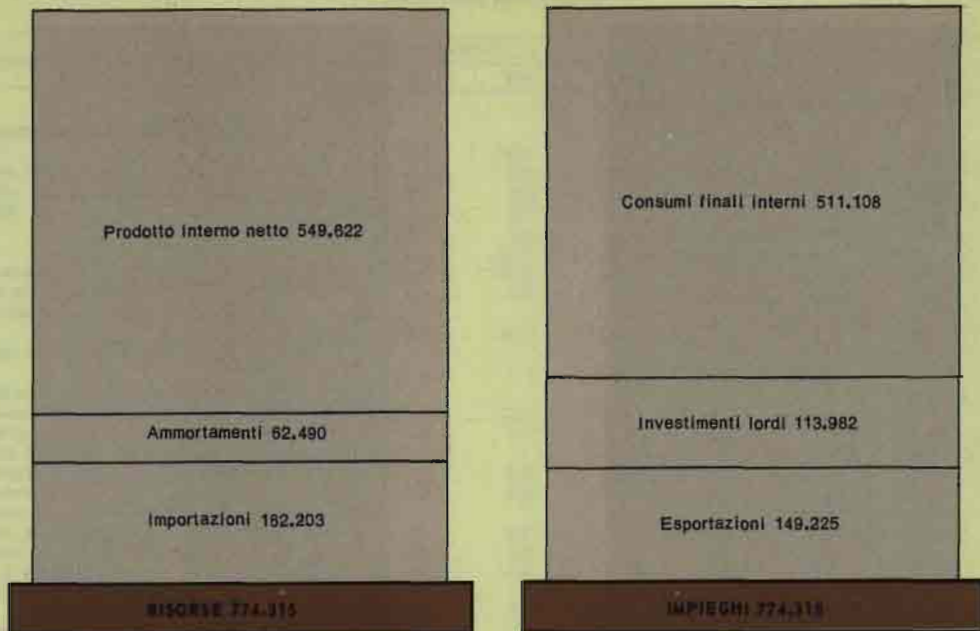 Prodotto interno netto 549.622
Ammortamenti 62.490
Importazioni 162.203
RISORSE 774.315
Consumi finali interni 511.108
Investimenti lordi 113.982
Esportazioni 149.225
IMPIEGHI 774.315